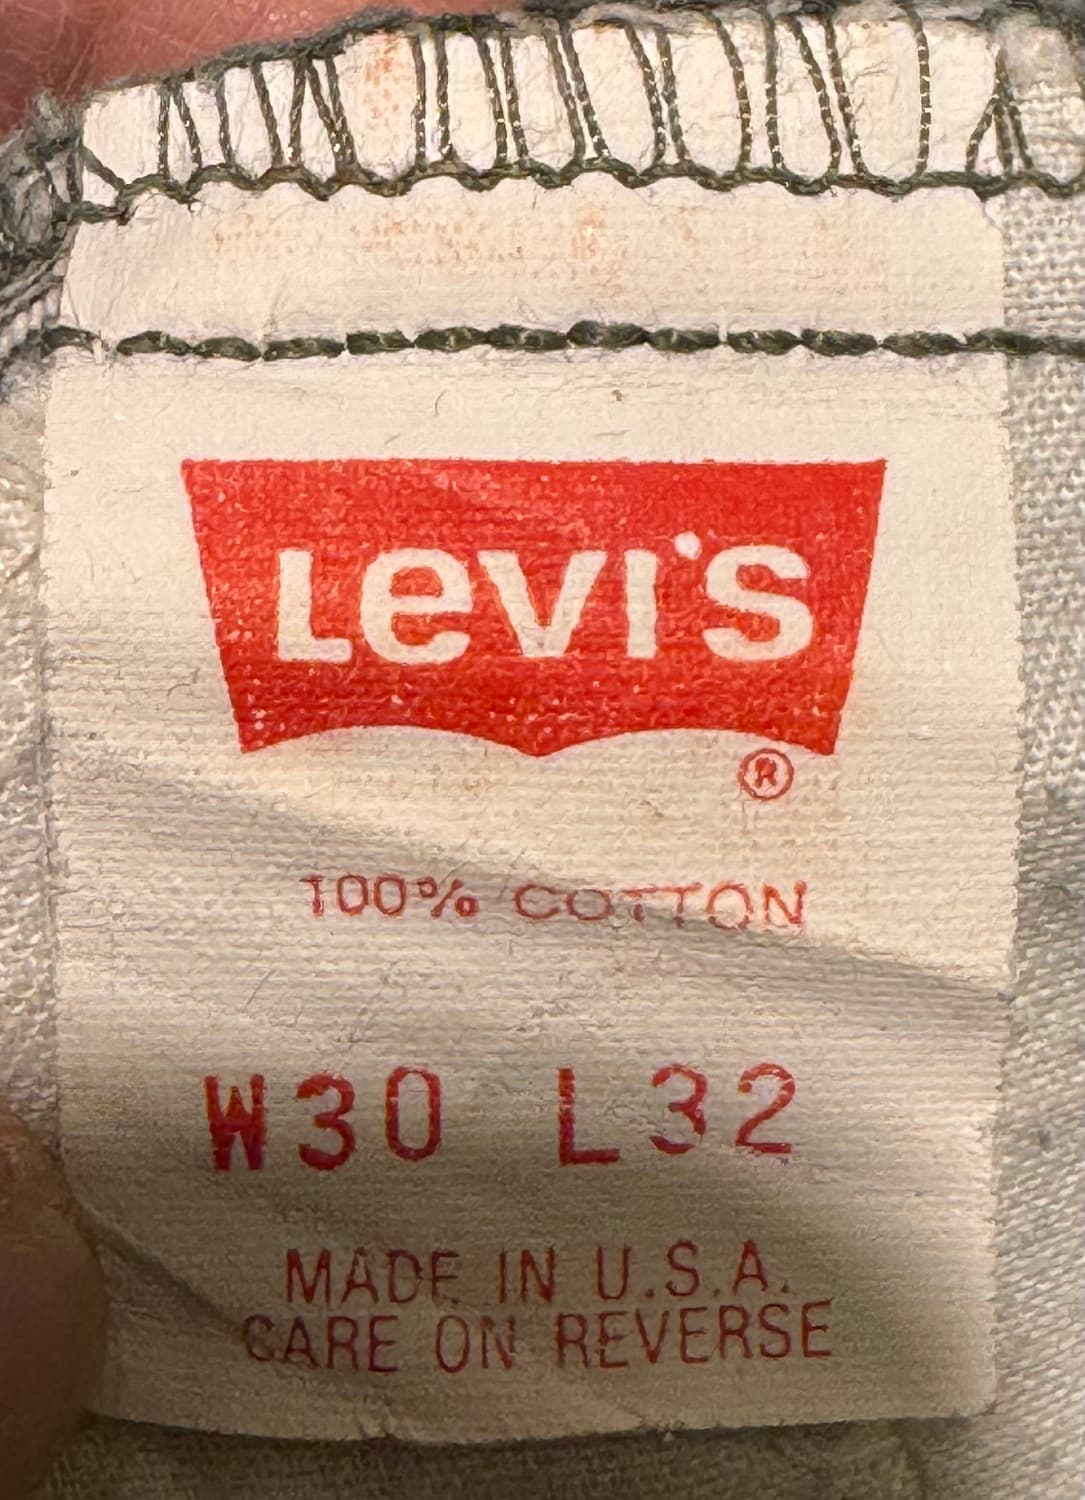 Levi's
®
100% COTTON
W30 L32
MADE IN U.S.A.
CARE ON REVERSE